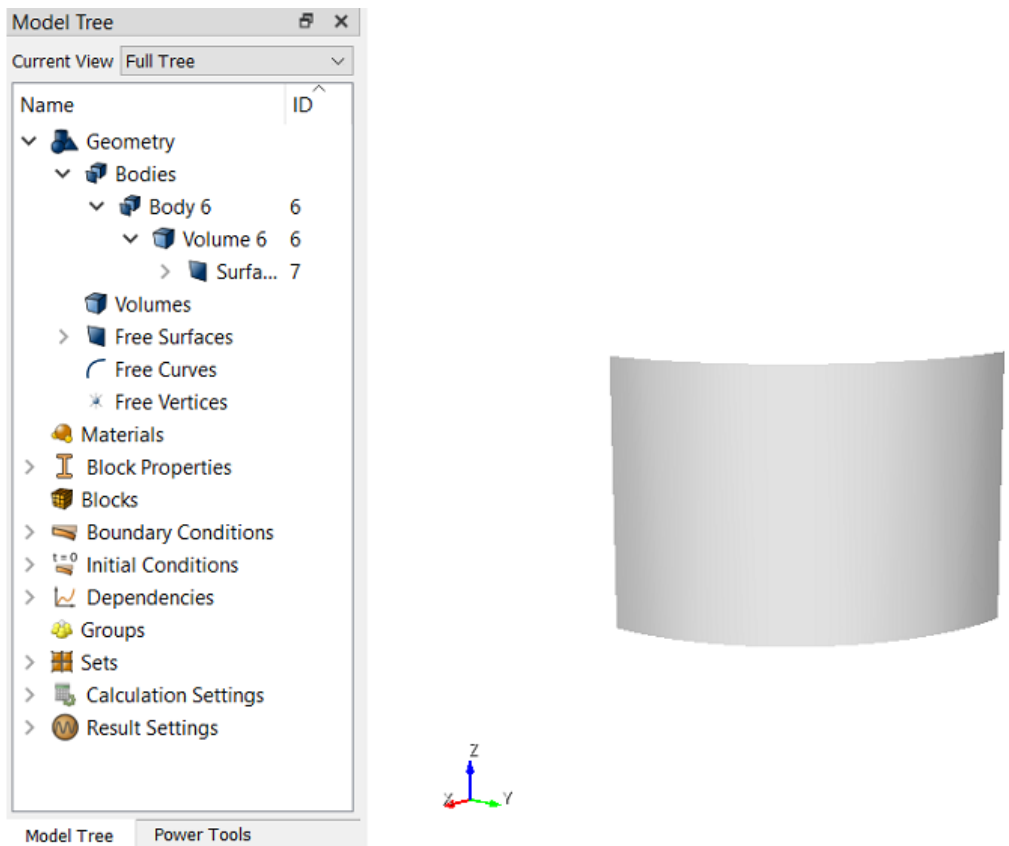 Model Tree
Current View Full Tree
Name ID
Geometry
Bodies
Body 6 6
Volume 6 6
Surfa... 7
Volumes
Free Surfaces
Free Curves
Free Vertices
Materials
Block Properties
Blocks
Boundary Conditions
t=0 Initial Conditions
Dependencies
Groups
Sets
Calculation Settings
Result Settings
Z
X Y
Model Tree Power Tools